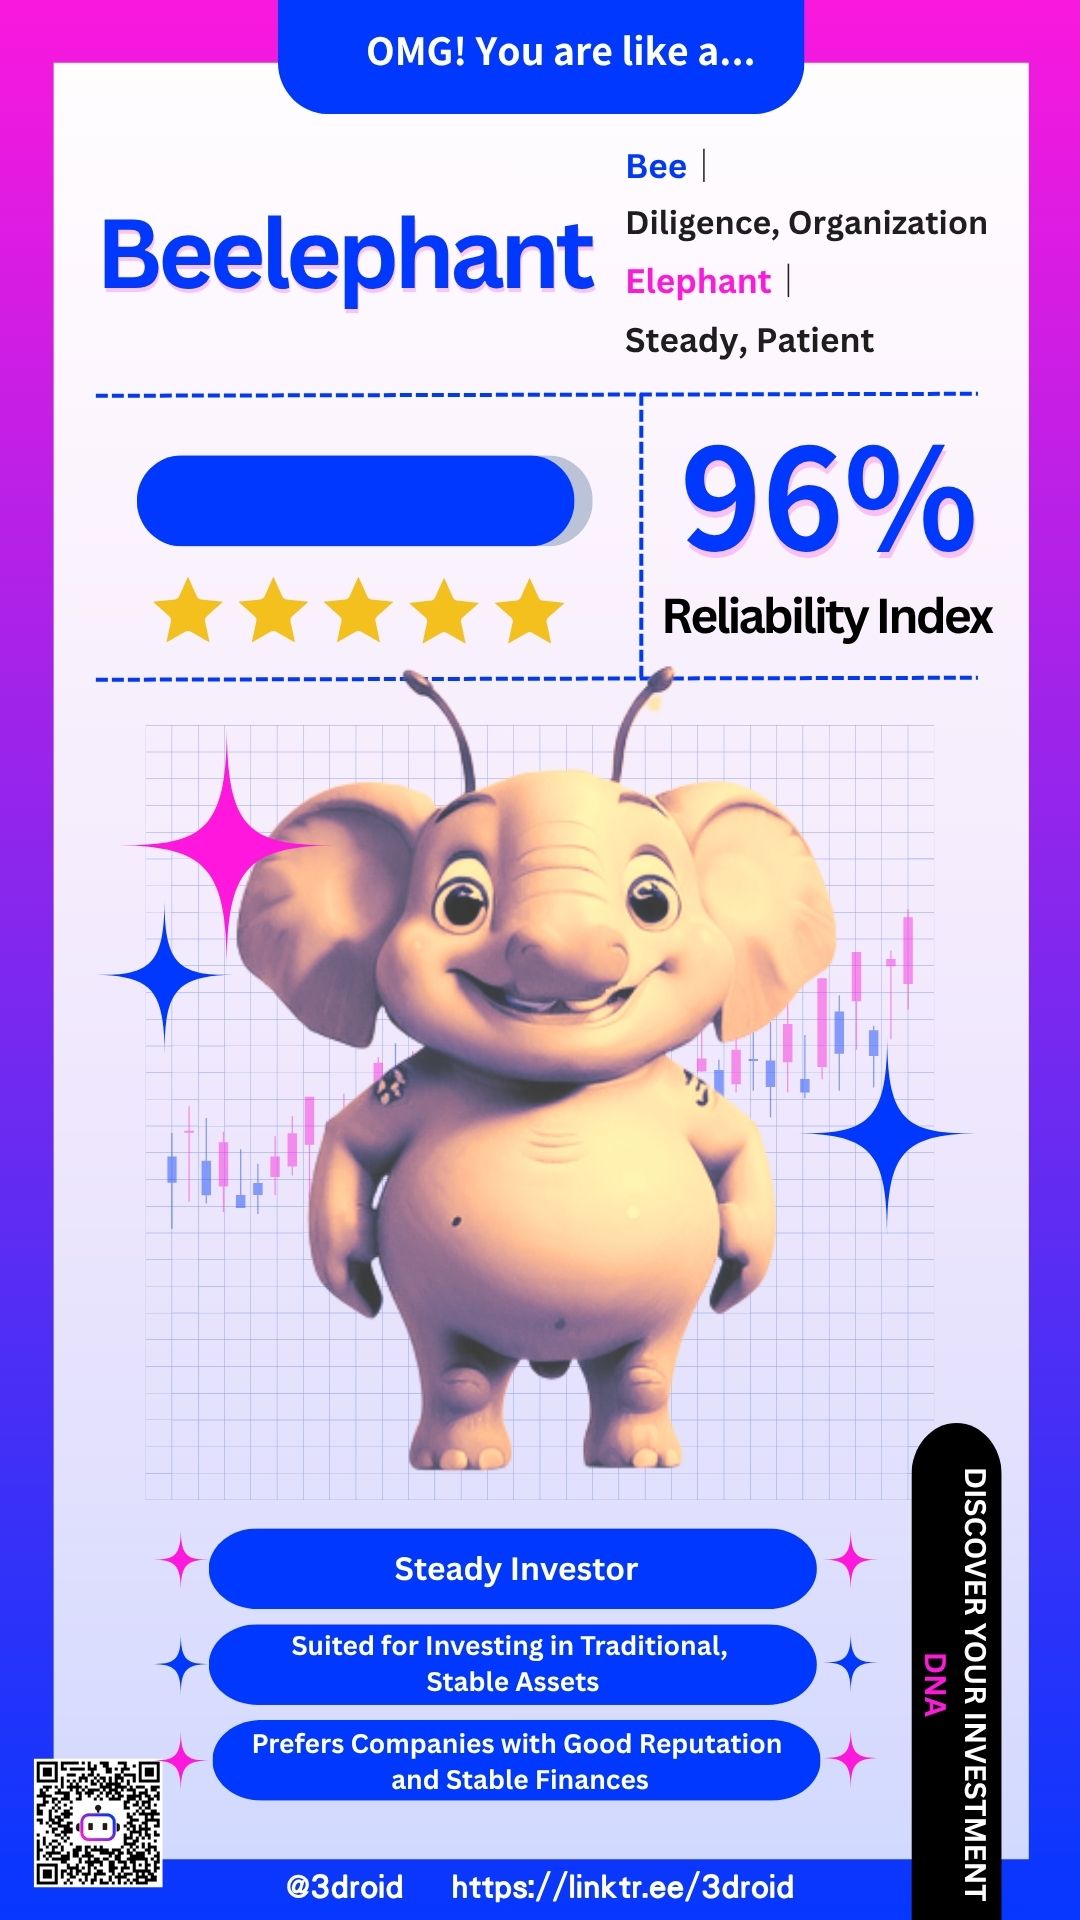 OMG! You are like a...
Beelephant
Bee |
Diligence, Organization
Elephant |
Steady, Patient
96%
Reliability Index
Steady Investor
Suited for Investing in Traditional,
Stable Assets
Prefers Companies with Good Reputation
and Stable Finances
DISCOVER YOUR INVESTMENT
DNA
@3droid https://linktr.ee/3droid